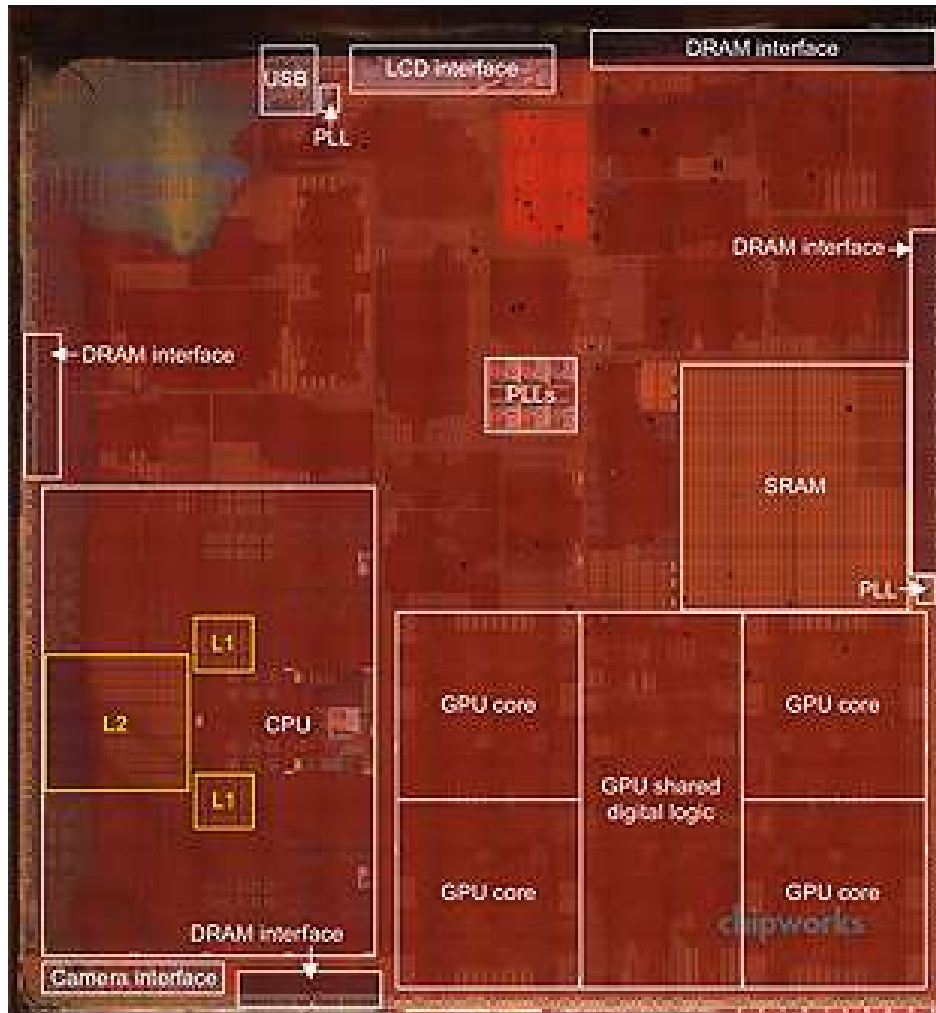 DRAM interface
LCD interface
USB
PLL
DRAM interface
DRAM interface
PLLs
SRAM
PLL
L1
GPU core
GPU core
L2
CPU
GPU shared
digital logic
L1
GPU core
GPU core
chipworks
DRAM interface
Camera interface